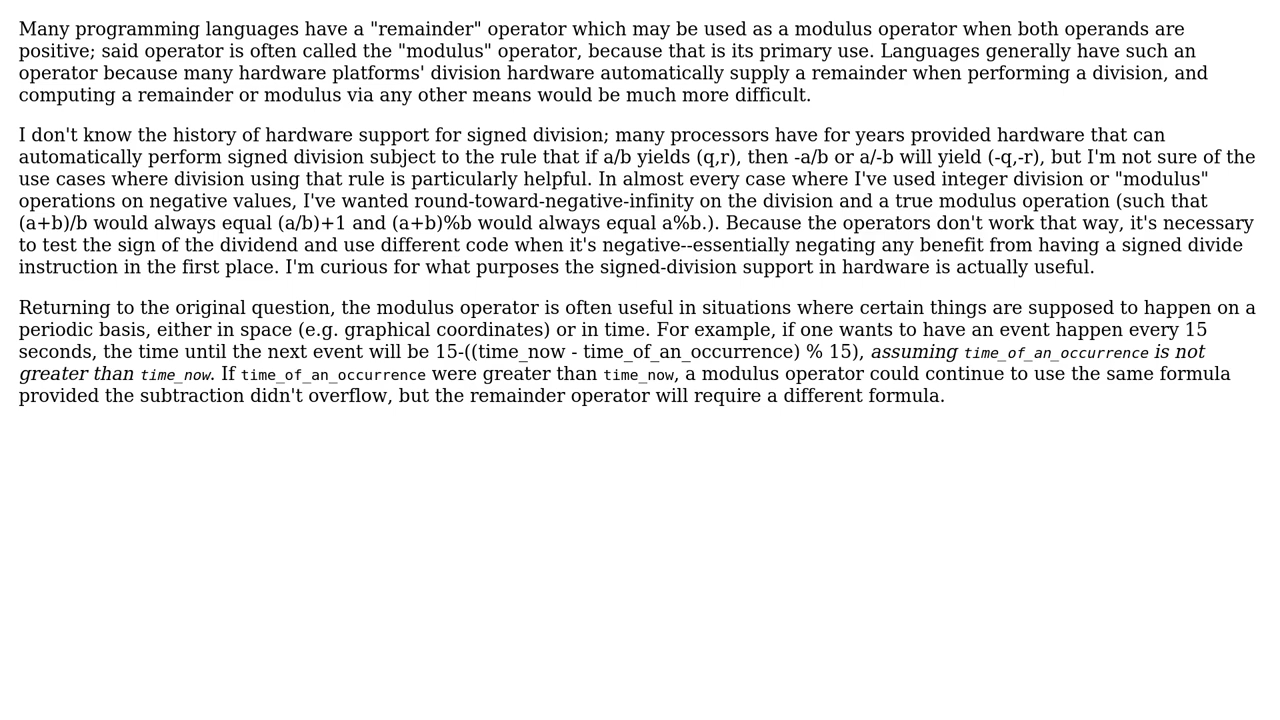 Many programming languages have a "remainder" operator which may be used as a modulus operator when both operands are
positive; said operator is often called the "modulus" operator, because that is its primary use. Languages generally have such an
operator because many hardware platforms' division hardware automatically supply a remainder when performing a division, and
computing a remainder or modulus via any other means would be much more difficult.
I don't know the history of hardware support for signed division; many processors have for years provided hardware that can
automatically perform signed division subject to the rule that if a/b yields (q,r), then -a/b or a/-b will yield (-q,-r), but I'm not sure of the
use cases where division using that rule is particularly helpful. In almost every case where I've used integer division or "modulus"
operations on negative values, I've wanted round-toward-negative-infinity on the division and a true modulus operation (such that
(a+b)/b would always equal (a/b)+1 and (a+b)%b would always equal a%b.). Because the operators don't work that way, it's necessary
to test the sign of the dividend and use different code when it's negative--essentially negating any benefit from having a signed divide
instruction in the first place. I'm curious for what purposes the signed-division support in hardware is actually useful.
Returning to the original question, the modulus operator is often useful in situations where certain things are supposed to happen on a
periodic basis, either in space (e.g. graphical coordinates) or in time. For example, if one wants to have an event happen every 15
seconds, the time until the next event will be 15-((time_now - time_of_an_occurrence) % 15), assuming time_of_an_occurrence is not
greater than time_now. If time_of_an_occurrence were greater than time_now, a modulus operator could continue to use the same formula
provided the subtraction didn't overflow, but the remainder operator will require a different formula.